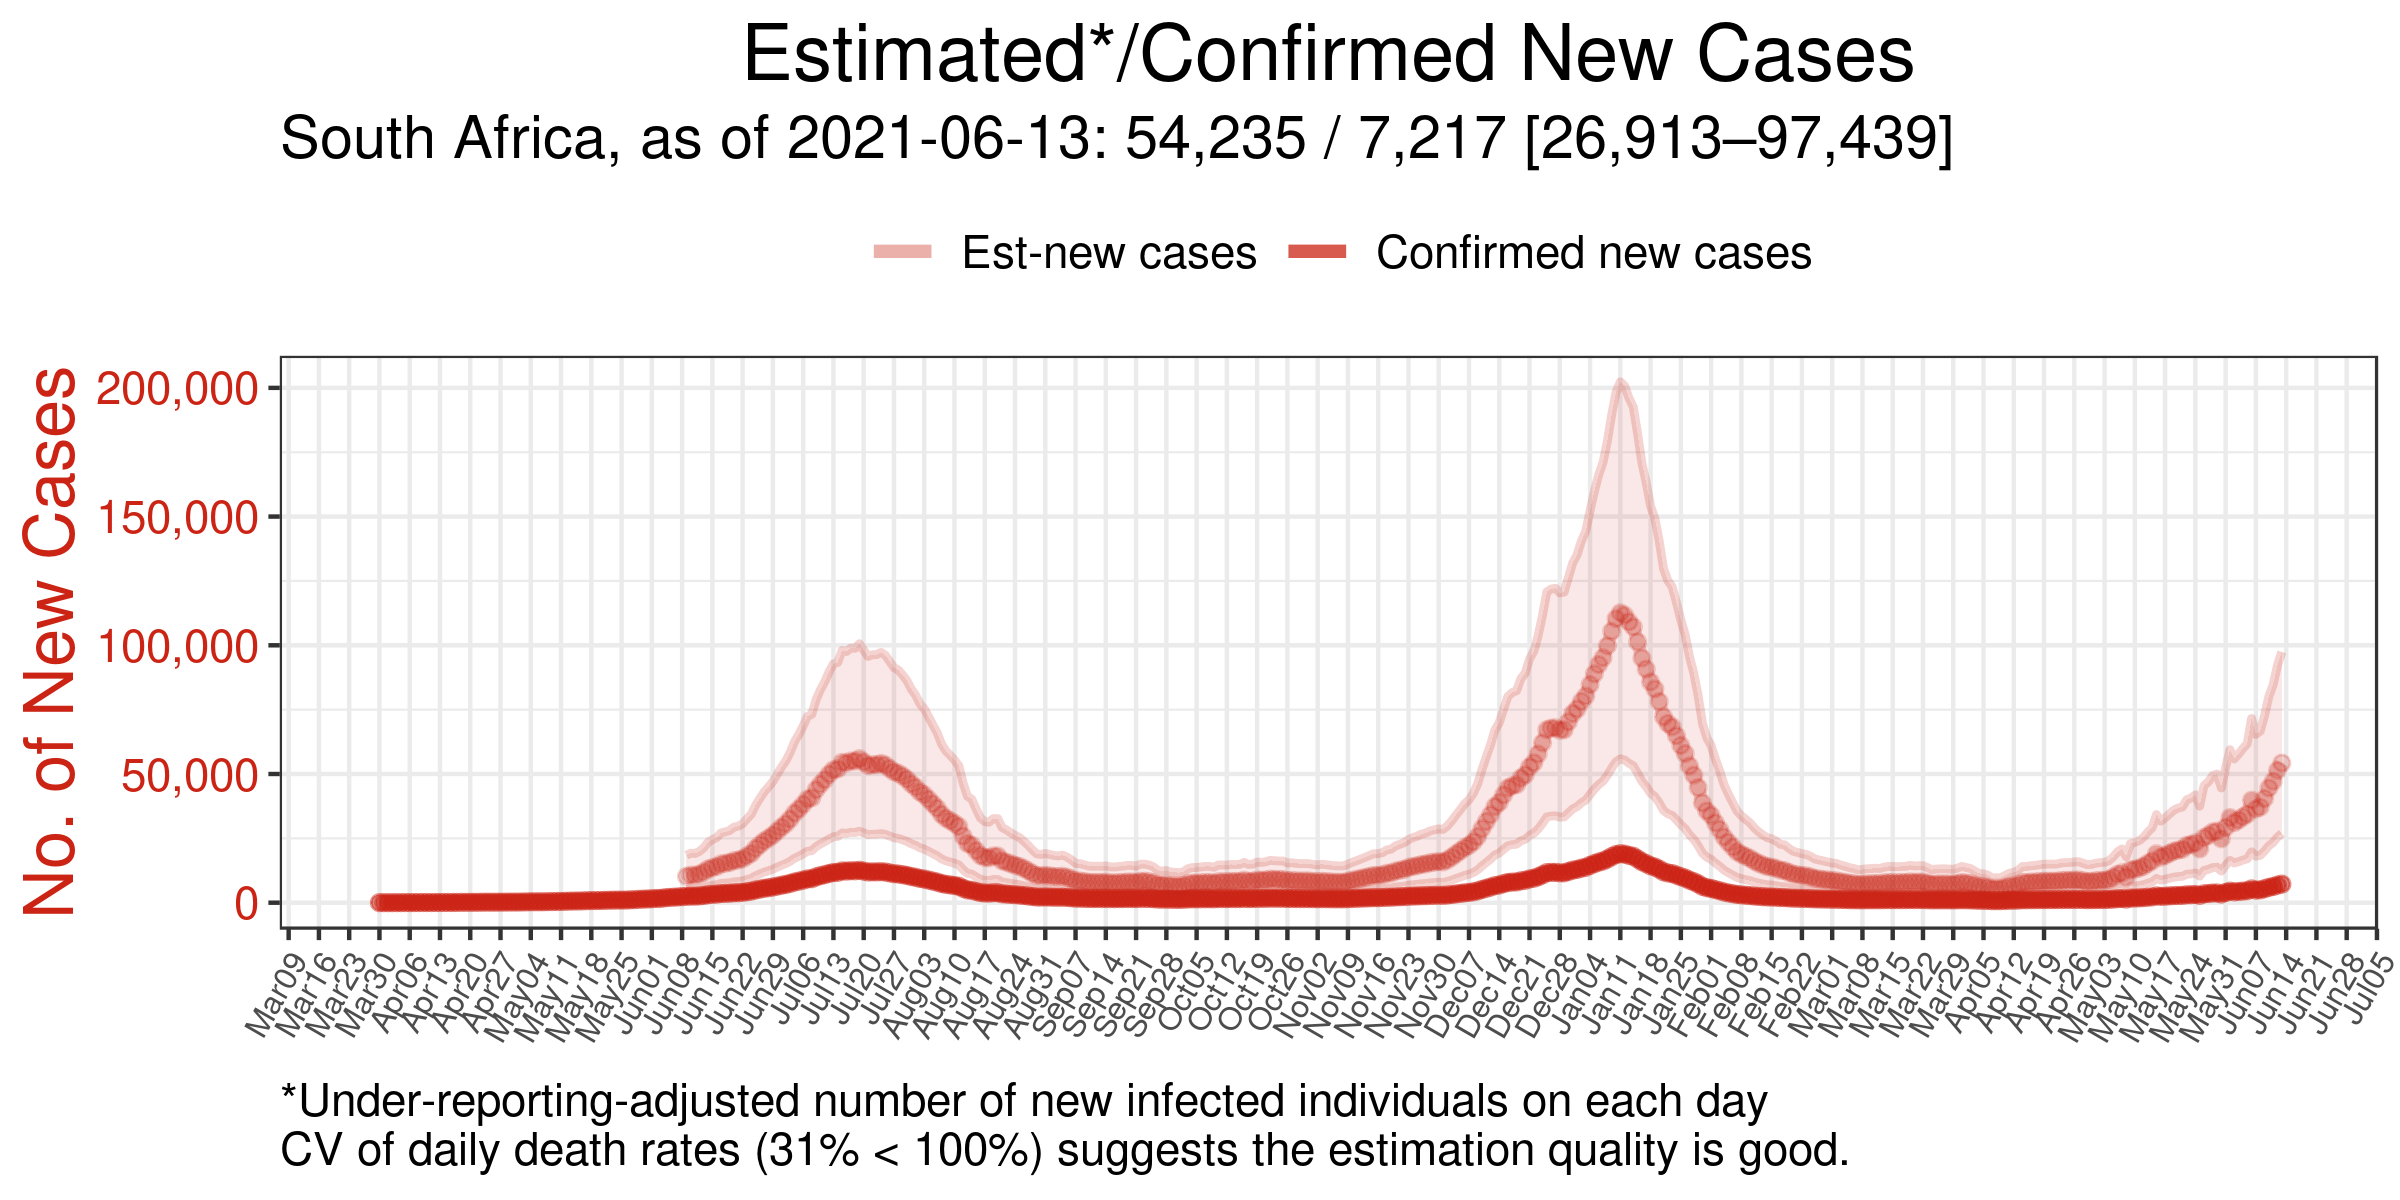 Estimated*/Confirmed New Cases
South Africa, as of 2021-06-13: 54,235 / 7,217 [26,913–97,439]
Est-new cases
Confirmed new cases
No. of New Cases
200,000
150,000
100,000
50,000
0
Mar09
Mar16
Mar23
Mar30
Apr06
Apr13
Apr20
Apr27
May04
May11
May18
May25
Jun01
Jun08
Jun15
Jun22
Jun29
Jul06
Jul13
Jul20
Jul27
Aug03
Aug10
Aug17
Aug24
Aug31
Sep07
Sep14
Sep21
Sep28
Oct05
Oct12
Oct19
Oct26
Nov02
Nov09
Nov16
Nov23
Nov30
Dec07
Dec14
Dec21
Dec28
Jan04
Jan11
Jan18
Jan25
Feb01
Feb08
Feb15
Feb22
Mar01
Mar08
Mar15
Mar22
Mar29
Apr05
Apr12
Apr19
Apr26
May03
May10
May17
May24
May31
Jun07
Jun14
Jun21
Jun28
Jul05
*Under-reporting-adjusted number of new infected individuals on each day
CV of daily death rates (31% < 100%) suggests the estimation quality is good.